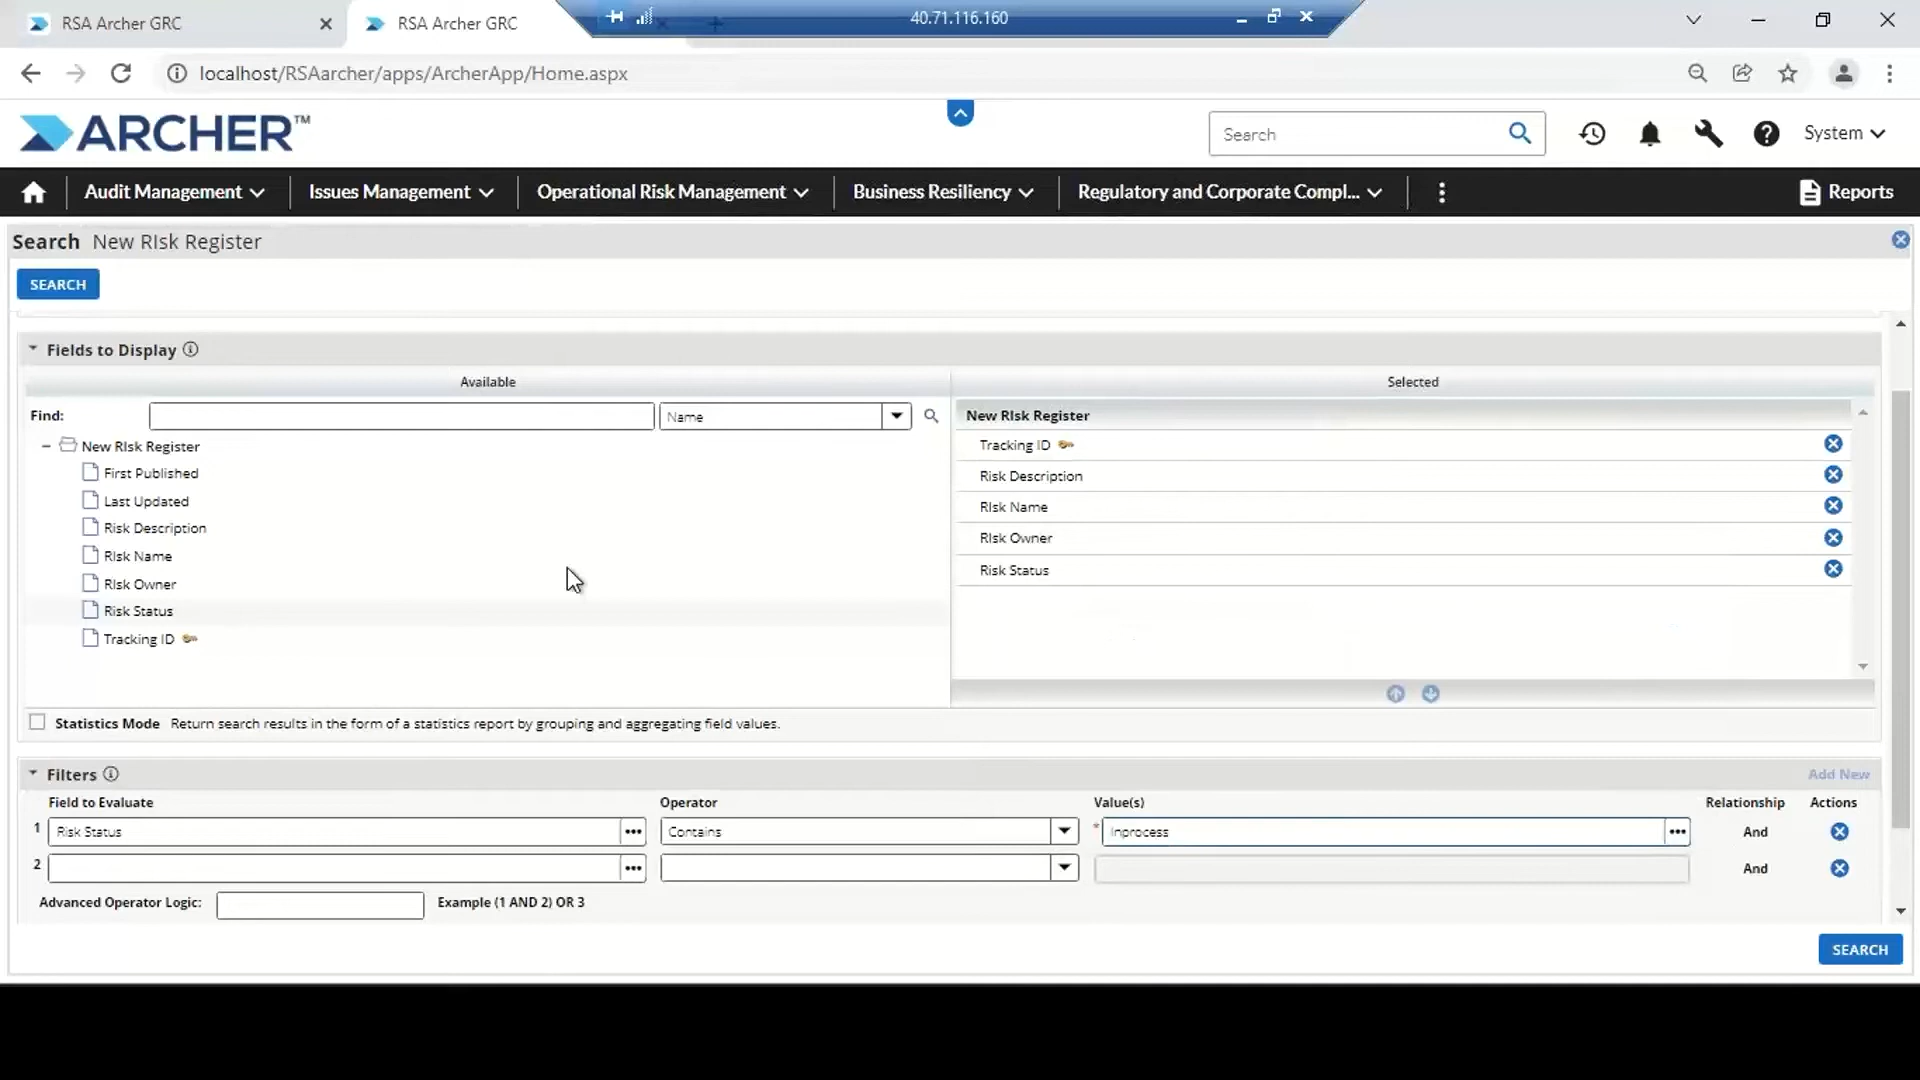 RSA Archer GRC
RSA Archer GRC
40.71.116.160
localhost/RSAarcher/apps/ArcherApp/Home.aspx
ARCHER™
Search
System
Audit Management
Issues Management
Operational Risk Management
Business Resiliency
Regulatory and Corporate Compl...
Reports
Search New RIsk Register
SEARCH
Fields to Display
Available
Selected
Find:
Name
New RIsk Register
First Published
Last Updated
Risk Description
RIsk Name
RIsk Owner
Risk Status
Tracking ID
New RIsk Register
Tracking ID
Risk Description
RIsk Name
RIsk Owner
Risk Status
Statistics Mode Return search results in the form of a statistics report by grouping and aggregating field values.
Filters
Add New
Field to Evaluate Operator Value(s) Relationship Actions
1 Risk Status Contains * Inprocess And
2 And
Advanced Operator Logic: Example (1 AND 2) OR 3
SEARCH